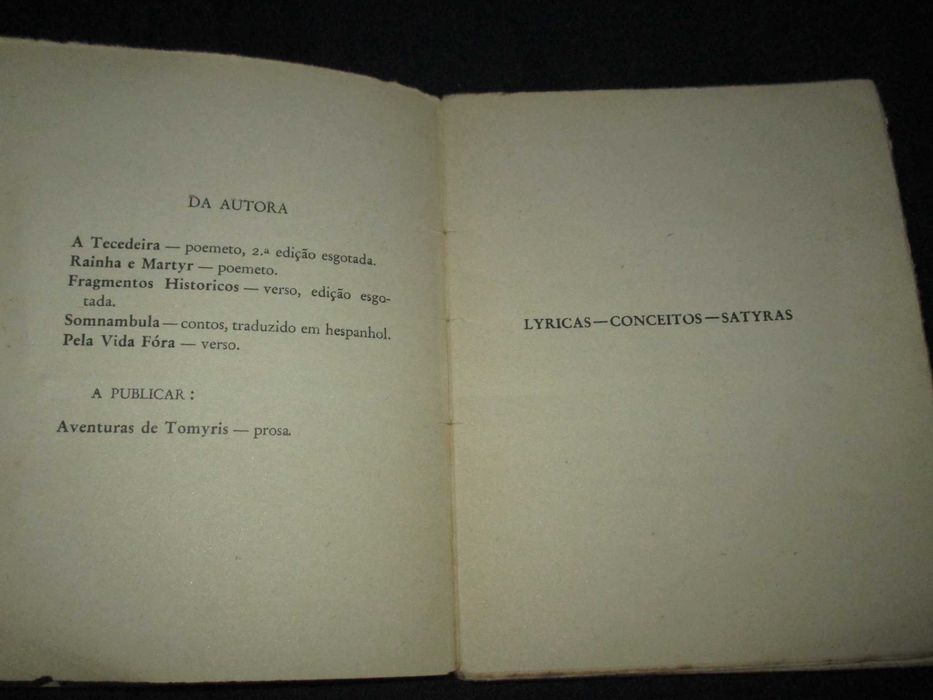 DA AUTORA
A Tecedeira — poemeto, 2.ª edição esgotada.
Rainha e Martyr — poemeto.
Fragmentos Historicos — verso, edição esgo-
tada.
Somnambula — contos, traduzido em hespanhol.
Pela Vida Fóra — verso.
A PUBLICAR :
Aventuras de Tomyris — prosa.
LYRICAS — CONCEITOS — SATYRAS